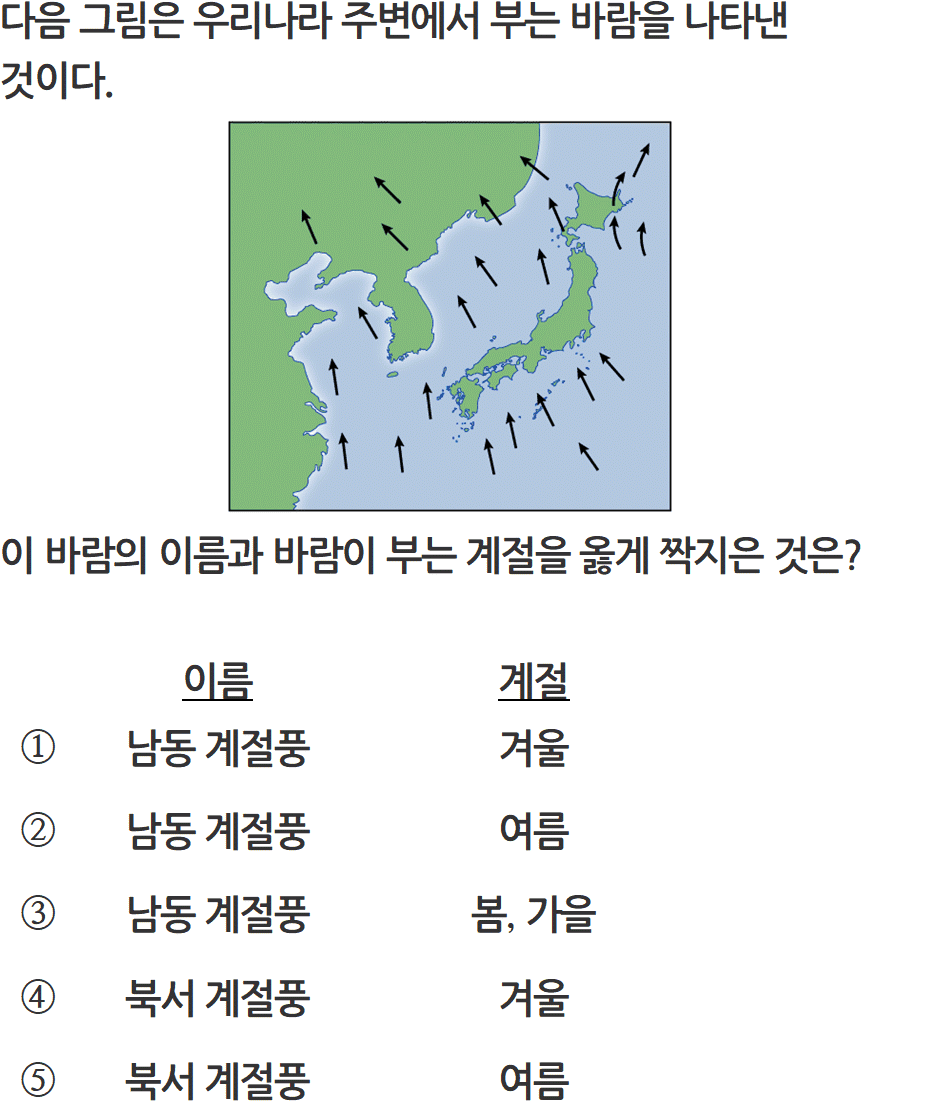 다음 그림은 우리나라 주변에서 부는 바람을 나타낸
것이다.
이 바람의 이름과 바람이 부는 계절을 옳게 짝지은 것은?
이름 계절
① 남동 계절풍 겨울
② 남동 계절풍 여름
③ 남동 계절풍 봄, 가을
④ 북서 계절풍 겨울
⑤ 북서 계절풍 여름